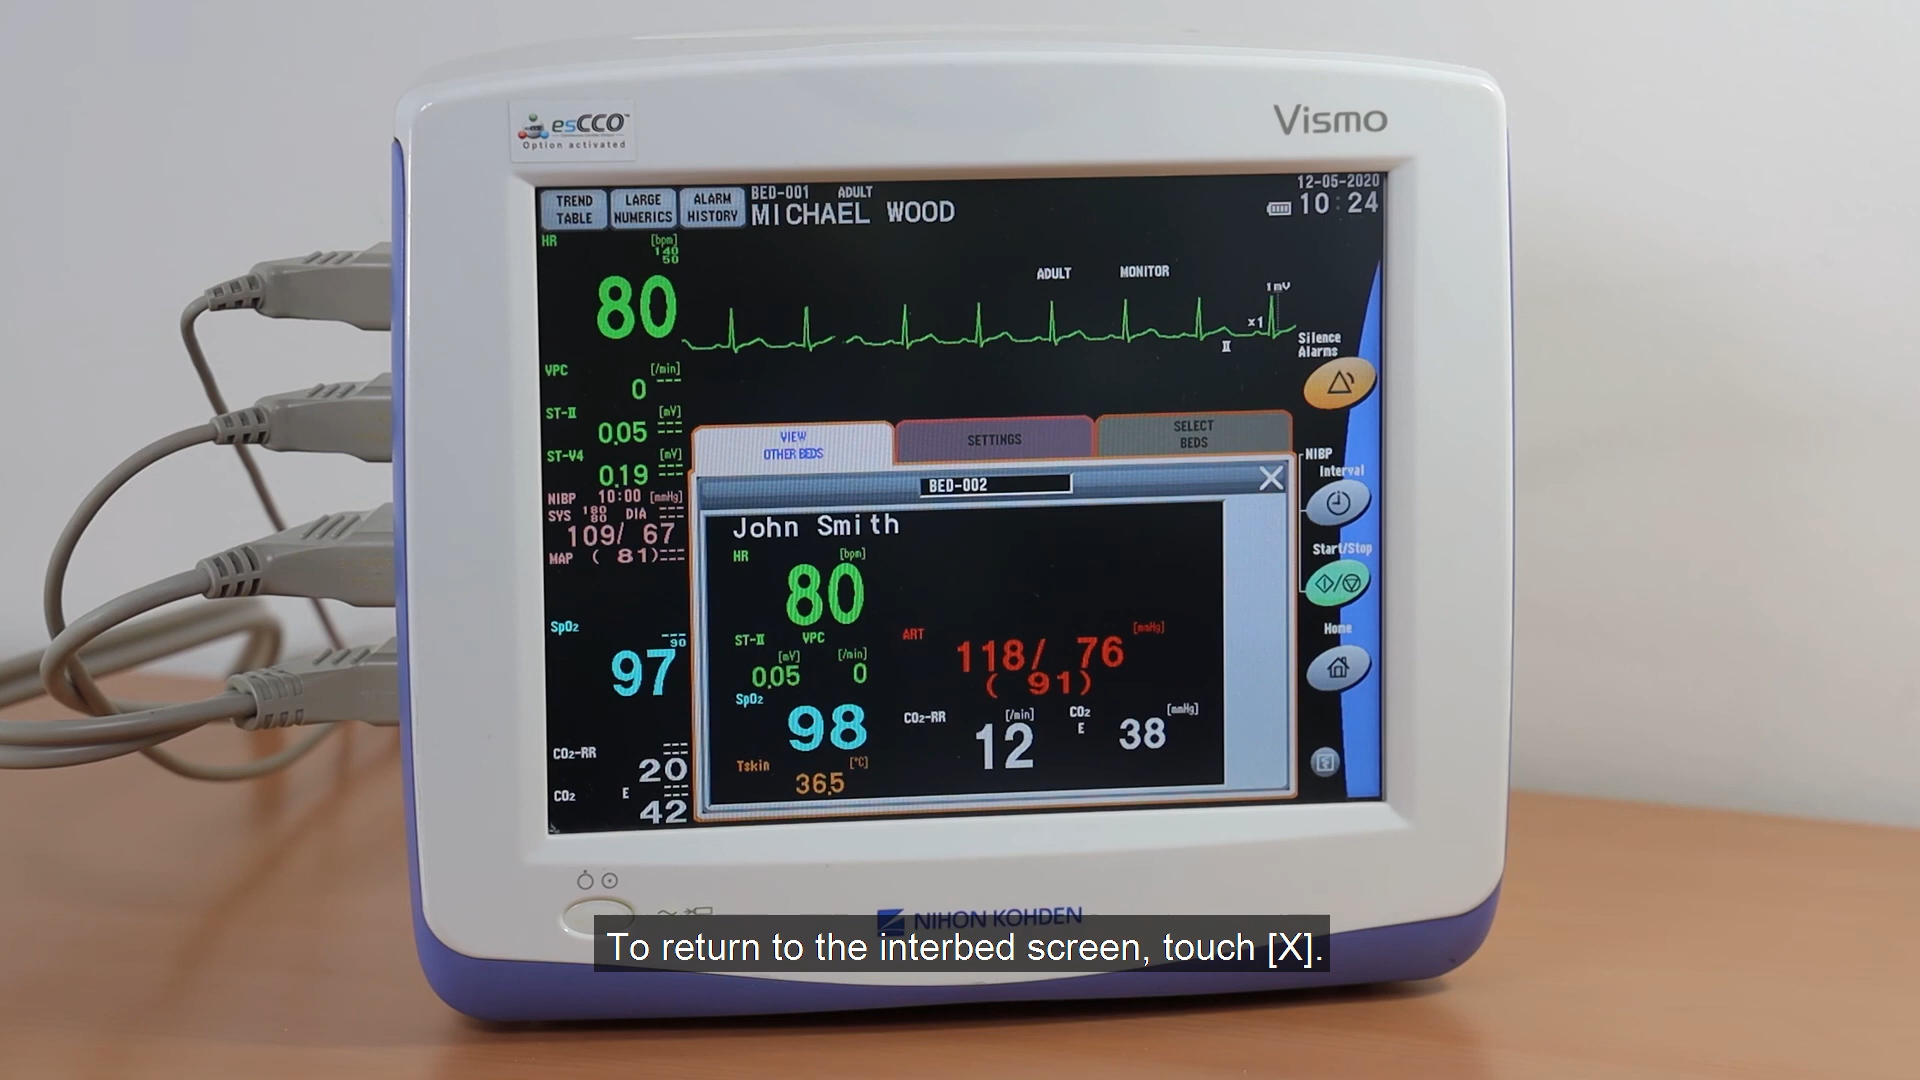 esCCO™
Option activated
Vismo
TREND TABLE
LARGE NUMERICS
ALARM HISTORY
BED-001 ADULT
MICHAEL WOOD
12-05-2020
10:24
HR [bpm]
140
50
80
ADULT MONITOR
1mV
x1
II
Silence
Alarms
VPC [/min]
0 ---
ST-II [mV]
0.05 ---
ST-V4 [mV]
0.19 ---
NIBP 10:00 [mmHg]
SYS 180 80 DIA ---
109/ 67
MAP ( 81) ---
SpO₂
---
90
97
CO₂-RR ---
20 ---
CO₂ E ---
42
VIEW
OTHER BEDS
SETTINGS
SELECT
BEDS
BED-002
X
John Smith
HR [bpm]
80
ST-II VPC
[mV] [/min]
0.05 0
ART [mmHg]
118/ 76
( 91)
SpO₂
98
CO₂-RR [/min]
12
CO₂ E [mmHg]
38
Tskin [°C]
36.5
NIBP
Interval
Start/Stop
Home
NIHON KOHDEN
To return to the interbed screen, touch [X].